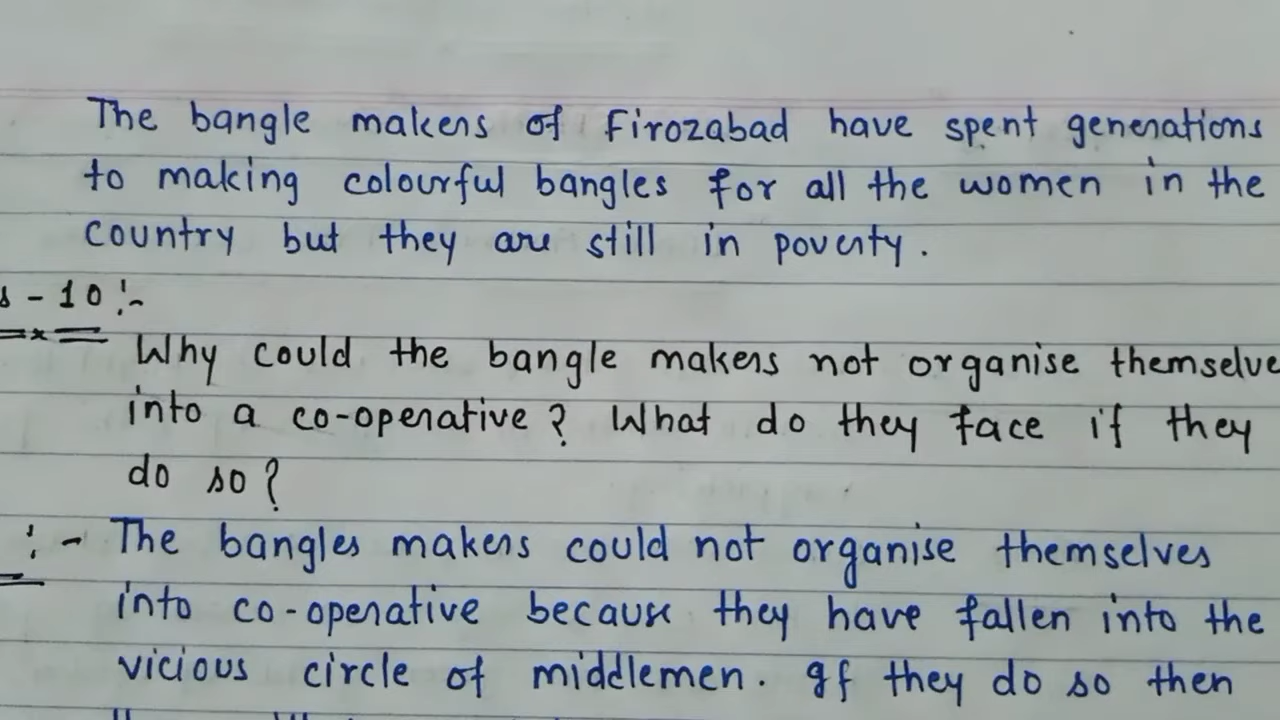 The bangle makers of Firozabad have spent generations
to making colourful bangles for all the women in the
country but they are still in poverty.
s - 10 :-
Why could the bangle makers not organise themselve
into a co-operative? What do they face if they
do so?
:- The bangles makers could not organise themselves
into co-operative because they have fallen into the
vicious circle of middlemen. If they do so then